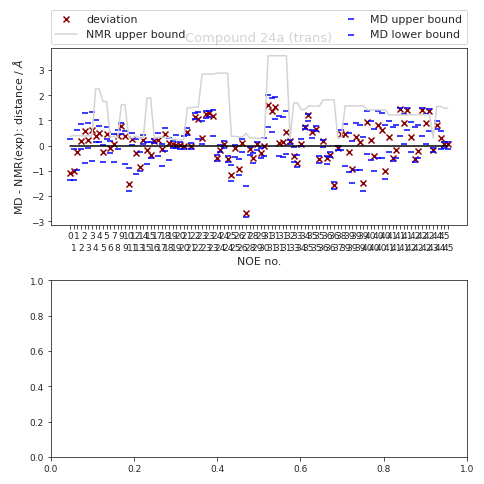 deviation
NMR upper bound
MD upper bound
MD lower bound
Compound 24a (trans)
MD - NMR(exp): distance / Å
3
2
1
0
−1
−2
−3
NOE no.
1.0
0.8
0.6
0.4
0.2
0.0
0.0 0.2 0.4 0.6 0.8 1.0